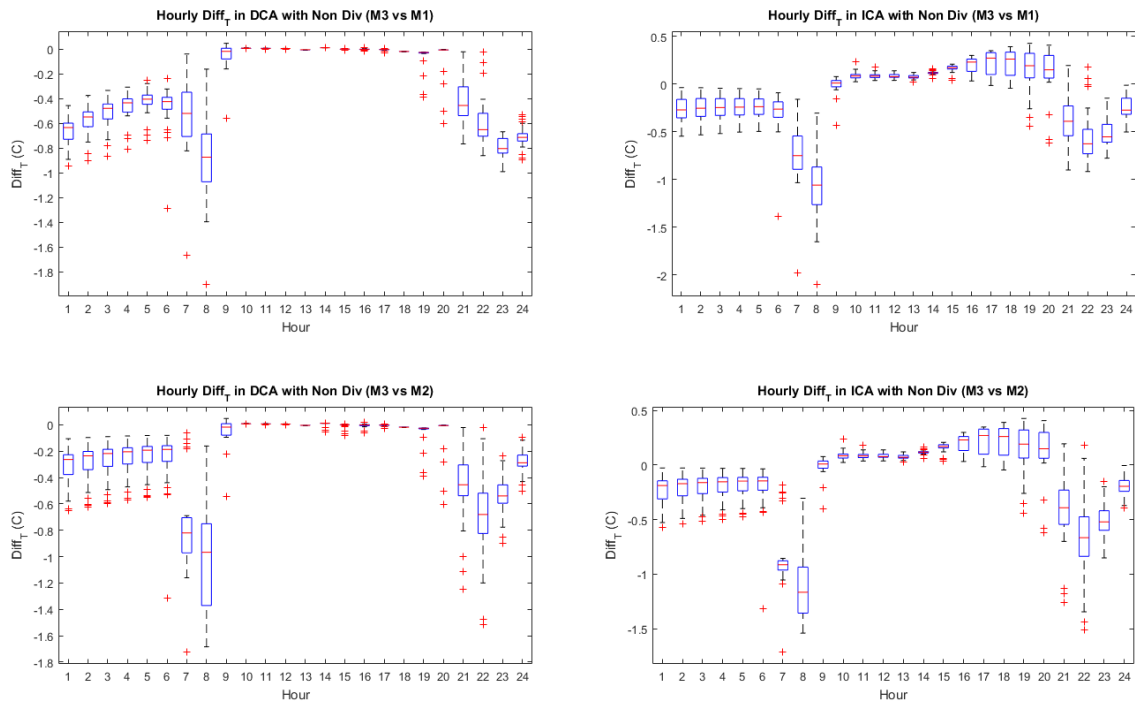 Hourly Diff_T in DCA with Non Div (M3 vs M1)
0
-0.2
-0.4
-0.6
-0.8
-1
-1.2
-1.4
-1.6
-1.8
Diff_T (C)
1 2 3 4 5 6 7 8 9 10 11 12 13 14 15 16 17 18 19 20 21 22 23 24
Hour
Hourly Diff_T in ICA with Non Div (M3 vs M1)
0.5
0
-0.5
-1
-1.5
-2
Diff_T (C)
1 2 3 4 5 6 7 8 9 10 11 12 13 14 15 16 17 18 19 20 21 22 23 24
Hour
Hourly Diff_T in DCA with Non Div (M3 vs M2)
0
-0.2
-0.4
-0.6
-0.8
-1
-1.2
-1.4
-1.6
-1.8
Diff_T (C)
1 2 3 4 5 6 7 8 9 10 11 12 13 14 15 16 17 18 19 20 21 22 23 24
Hour
Hourly Diff_T in ICA with Non Div (M3 vs M2)
0.5
0
-0.5
-1
-1.5
Diff_T (C)
1 2 3 4 5 6 7 8 9 10 11 12 13 14 15 16 17 18 19 20 21 22 23 24
Hour